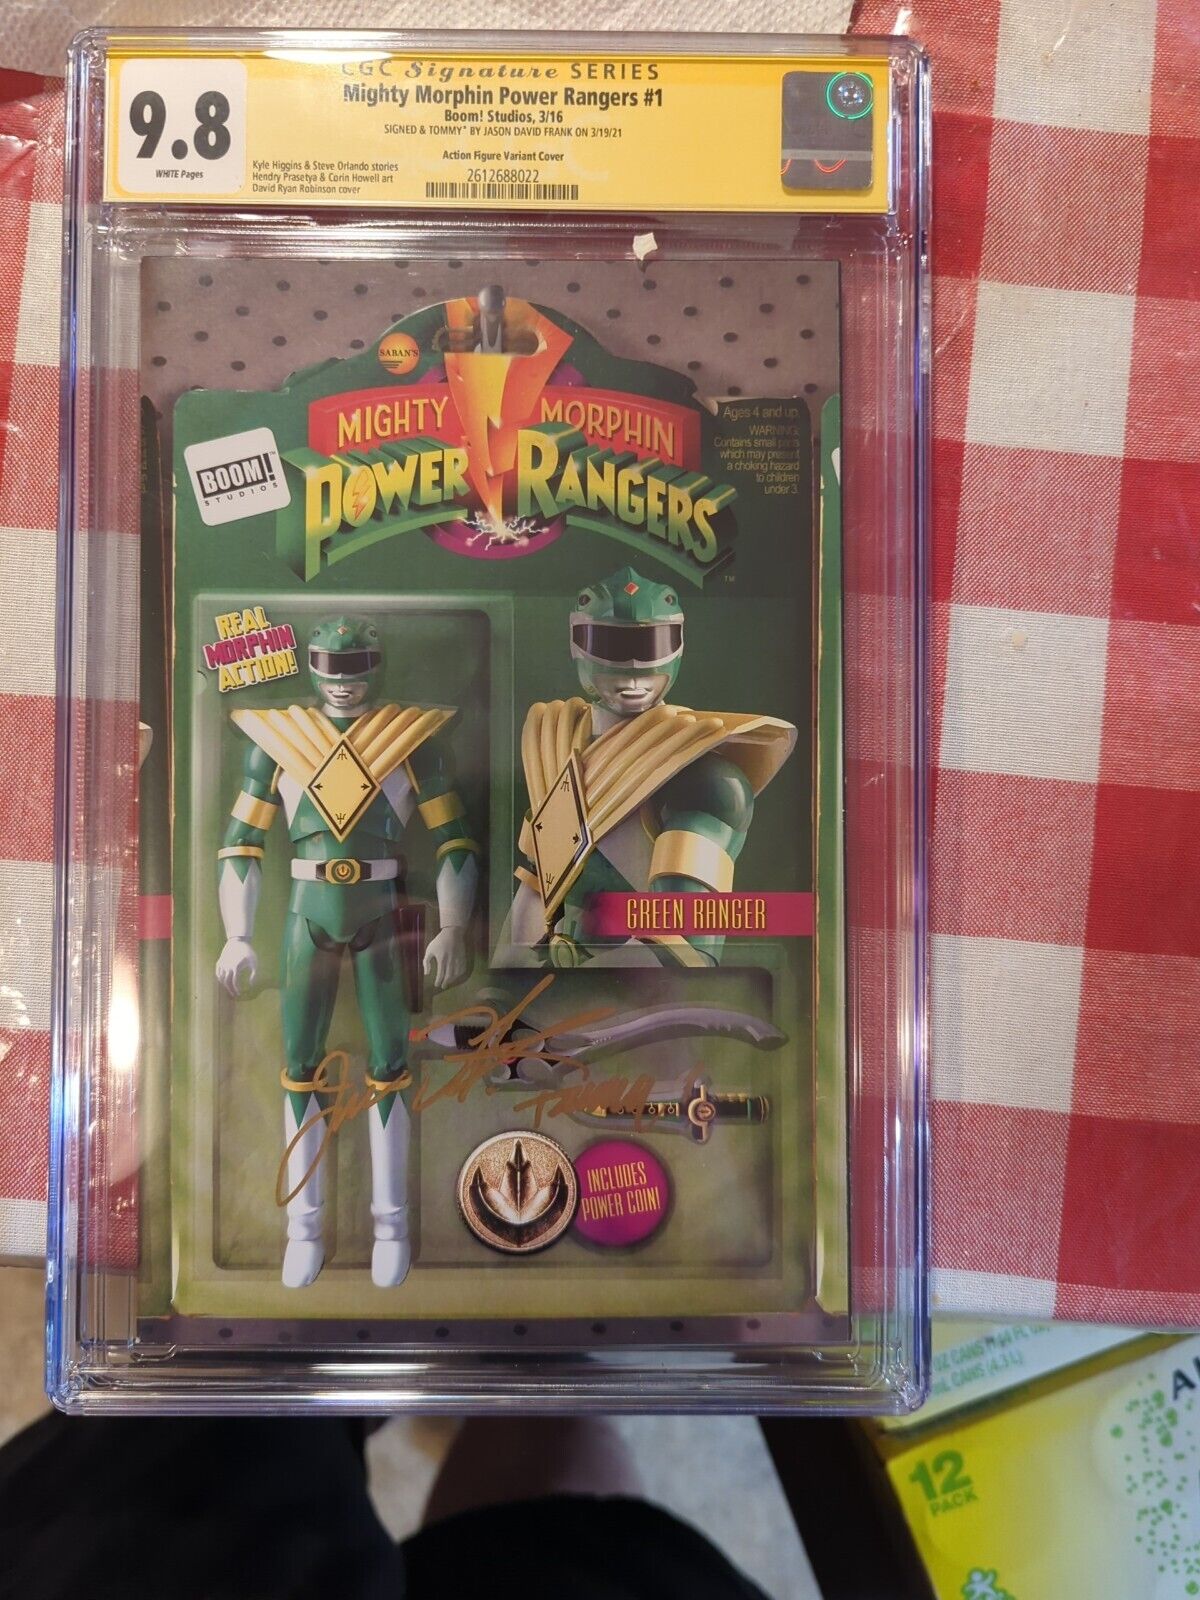 CGC Signature SERIES
9.8
WHITE Pages
Mighty Morphin Power Rangers #1
Boom! Studios, 3/16
SIGNED & TOMMY" BY JASON DAVID FRANK ON 3/19/21
Action Figure Variant Cover
Kyle Higgins & Steve Orlando stories
Hendry Prasetya & Corin Howell art
David Ryan Robinson cover
2612688022
SABAN'S
MIGHTY MORPHIN
POWER RANGERS
TM
BOOM!
STUDIOS
Ages 4 and up
WARNING:
Contains small parts
which may present
a choking hazard
to children
under 3.
REAL
MORPHIN
ACTION!
GREEN RANGER
Tommy
INCLUDES
POWER COIN!
12
PACK